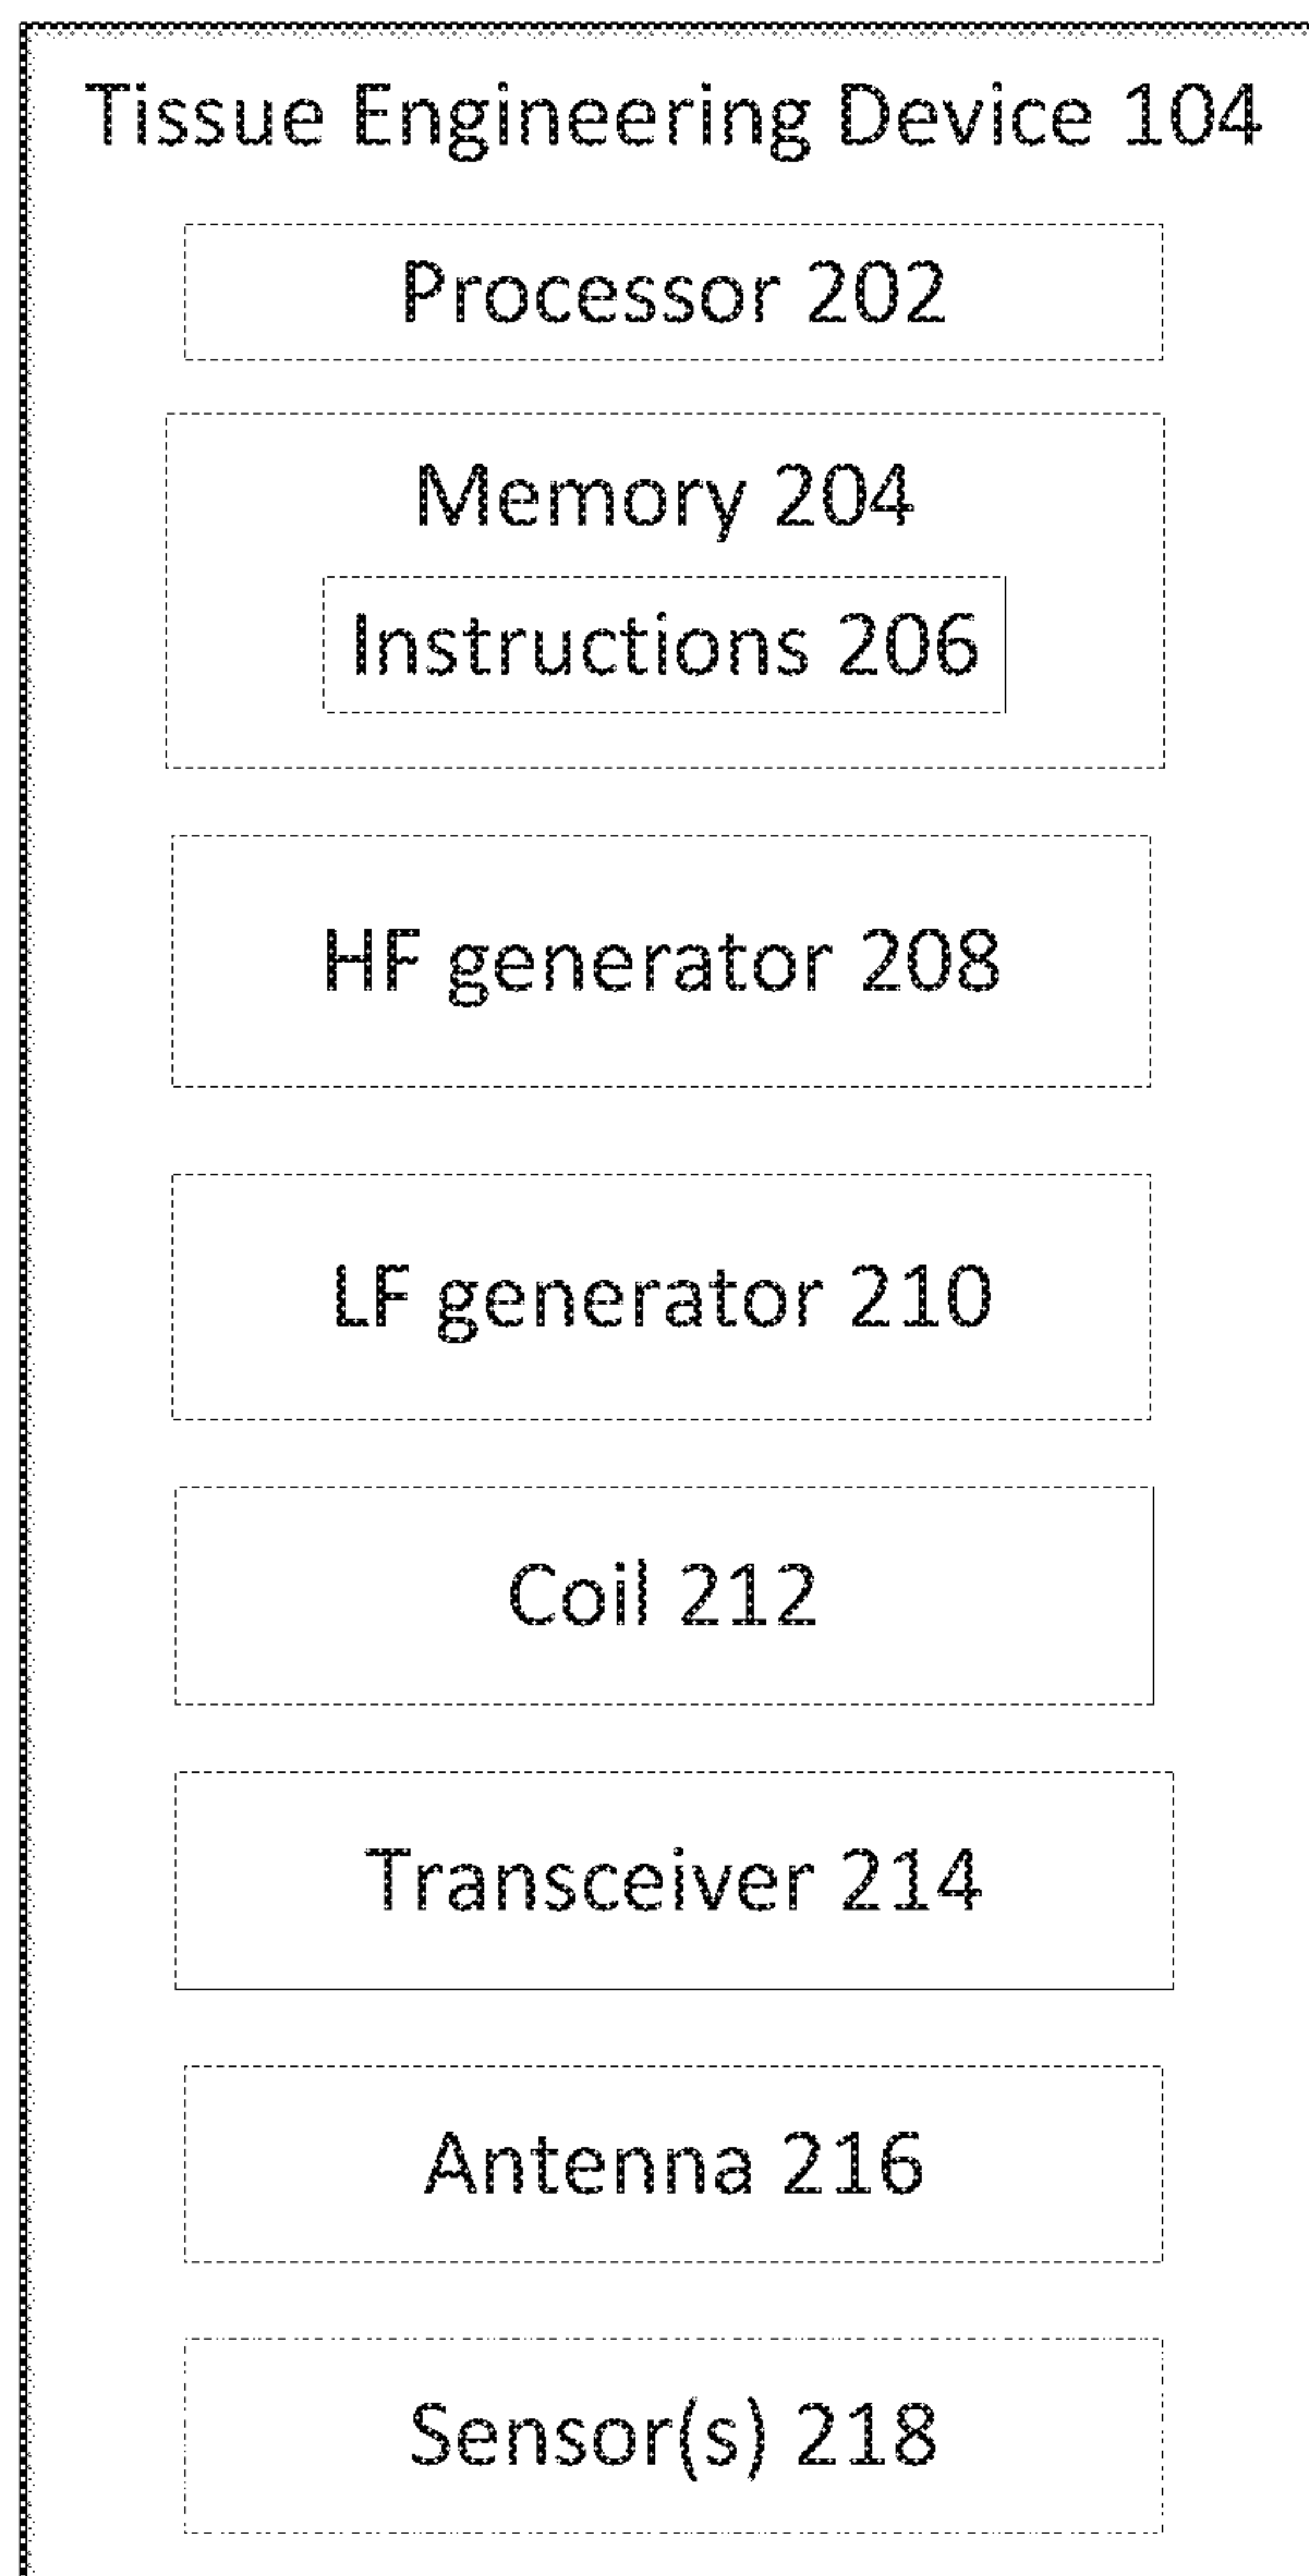 Tissue Engineering Device 104
Processor 202
Memory 204
Instructions 206
HF generator 208
LF generator 210
Coil 212
Transceiver 214
Antenna 216
Sensor(s) 218